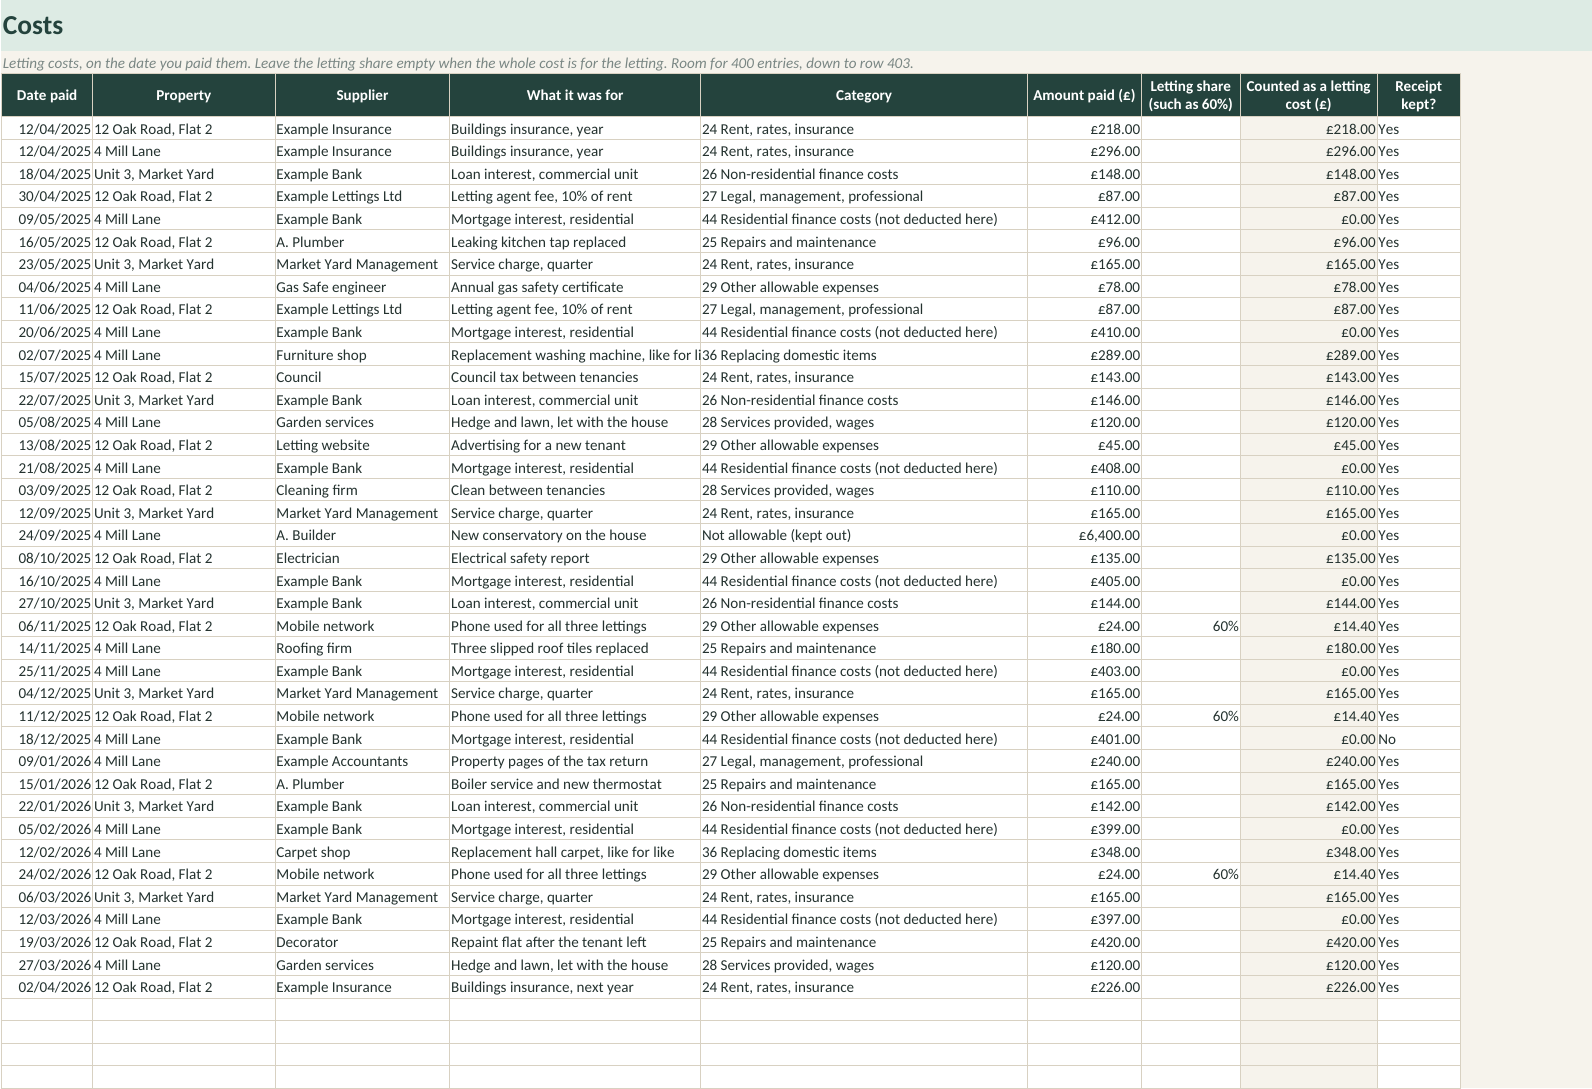 Costs
Letting costs, on the date you paid them. Leave the letting share empty when the whole cost is for the letting. Room for 400 entries, down to row 403.
Date paid Property Supplier What it was for Category Amount paid (£) Letting share (such as 60%) Counted as a letting cost (£) Receipt kept?
12/04/2025 12 Oak Road, Flat 2 Example Insurance Buildings insurance, year 24 Rent, rates, insurance £218.00 £218.00 Yes
12/04/2025 4 Mill Lane Example Insurance Buildings insurance, year 24 Rent, rates, insurance £296.00 £296.00 Yes
18/04/2025 Unit 3, Market Yard Example Bank Loan interest, commercial unit 26 Non-residential finance costs £148.00 £148.00 Yes
30/04/2025 12 Oak Road, Flat 2 Example Lettings Ltd Letting agent fee, 10% of rent 27 Legal, management, professional £87.00 £87.00 Yes
09/05/2025 4 Mill Lane Example Bank Mortgage interest, residential 44 Residential finance costs (not deducted here) £412.00 £0.00 Yes
16/05/2025 12 Oak Road, Flat 2 A. Plumber Leaking kitchen tap replaced 25 Repairs and maintenance £96.00 £96.00 Yes
23/05/2025 Unit 3, Market Yard Market Yard Management Service charge, quarter 24 Rent, rates, insurance £165.00 £165.00 Yes
04/06/2025 4 Mill Lane Gas Safe engineer Annual gas safety certificate 29 Other allowable expenses £78.00 £78.00 Yes
11/06/2025 12 Oak Road, Flat 2 Example Lettings Ltd Letting agent fee, 10% of rent 27 Legal, management, professional £87.00 £87.00 Yes
20/06/2025 4 Mill Lane Example Bank Mortgage interest, residential 44 Residential finance costs (not deducted here) £410.00 £0.00 Yes
02/07/2025 4 Mill Lane Furniture shop Replacement washing machine, like for li 36 Replacing domestic items £289.00 £289.00 Yes
15/07/2025 12 Oak Road, Flat 2 Council Council tax between tenancies 24 Rent, rates, insurance £143.00 £143.00 Yes
22/07/2025 Unit 3, Market Yard Example Bank Loan interest, commercial unit 26 Non-residential finance costs £146.00 £146.00 Yes
05/08/2025 4 Mill Lane Garden services Hedge and lawn, let with the house 28 Services provided, wages £120.00 £120.00 Yes
13/08/2025 12 Oak Road, Flat 2 Letting website Advertising for a new tenant 29 Other allowable expenses £45.00 £45.00 Yes
21/08/2025 4 Mill Lane Example Bank Mortgage interest, residential 44 Residential finance costs (not deducted here) £408.00 £0.00 Yes
03/09/2025 12 Oak Road, Flat 2 Cleaning firm Clean between tenancies 28 Services provided, wages £110.00 £110.00 Yes
12/09/2025 Unit 3, Market Yard Market Yard Management Service charge, quarter 24 Rent, rates, insurance £165.00 £165.00 Yes
24/09/2025 4 Mill Lane A. Builder New conservatory on the house Not allowable (kept out) £6,400.00 £0.00 Yes
08/10/2025 12 Oak Road, Flat 2 Electrician Electrical safety report 29 Other allowable expenses £135.00 £135.00 Yes
16/10/2025 4 Mill Lane Example Bank Mortgage interest, residential 44 Residential finance costs (not deducted here) £405.00 £0.00 Yes
27/10/2025 Unit 3, Market Yard Example Bank Loan interest, commercial unit 26 Non-residential finance costs £144.00 £144.00 Yes
06/11/2025 12 Oak Road, Flat 2 Mobile network Phone used for all three lettings 29 Other allowable expenses £24.00 60% £14.40 Yes
14/11/2025 4 Mill Lane Roofing firm Three slipped roof tiles replaced 25 Repairs and maintenance £180.00 £180.00 Yes
25/11/2025 4 Mill Lane Example Bank Mortgage interest, residential 44 Residential finance costs (not deducted here) £403.00 £0.00 Yes
04/12/2025 Unit 3, Market Yard Market Yard Management Service charge, quarter 24 Rent, rates, insurance £165.00 £165.00 Yes
11/12/2025 12 Oak Road, Flat 2 Mobile network Phone used for all three lettings 29 Other allowable expenses £24.00 60% £14.40 Yes
18/12/2025 4 Mill Lane Example Bank Mortgage interest, residential 44 Residential finance costs (not deducted here) £401.00 £0.00 No
09/01/2026 4 Mill Lane Example Accountants Property pages of the tax return 27 Legal, management, professional £240.00 £240.00 Yes
15/01/2026 12 Oak Road, Flat 2 A. Plumber Boiler service and new thermostat 25 Repairs and maintenance £165.00 £165.00 Yes
22/01/2026 Unit 3, Market Yard Example Bank Loan interest, commercial unit 26 Non-residential finance costs £142.00 £142.00 Yes
05/02/2026 4 Mill Lane Example Bank Mortgage interest, residential 44 Residential finance costs (not deducted here) £399.00 £0.00 Yes
12/02/2026 4 Mill Lane Carpet shop Replacement hall carpet, like for like 36 Replacing domestic items £348.00 £348.00 Yes
24/02/2026 12 Oak Road, Flat 2 Mobile network Phone used for all three lettings 29 Other allowable expenses £24.00 60% £14.40 Yes
06/03/2026 Unit 3, Market Yard Market Yard Management Service charge, quarter 24 Rent, rates, insurance £165.00 £165.00 Yes
12/03/2026 4 Mill Lane Example Bank Mortgage interest, residential 44 Residential finance costs (not deducted here) £397.00 £0.00 Yes
19/03/2026 12 Oak Road, Flat 2 Decorator Repaint flat after the tenant left 25 Repairs and maintenance £420.00 £420.00 Yes
27/03/2026 4 Mill Lane Garden services Hedge and lawn, let with the house 28 Services provided, wages £120.00 £120.00 Yes
02/04/2026 12 Oak Road, Flat 2 Example Insurance Buildings insurance, next year 24 Rent, rates, insurance £226.00 £226.00 Yes